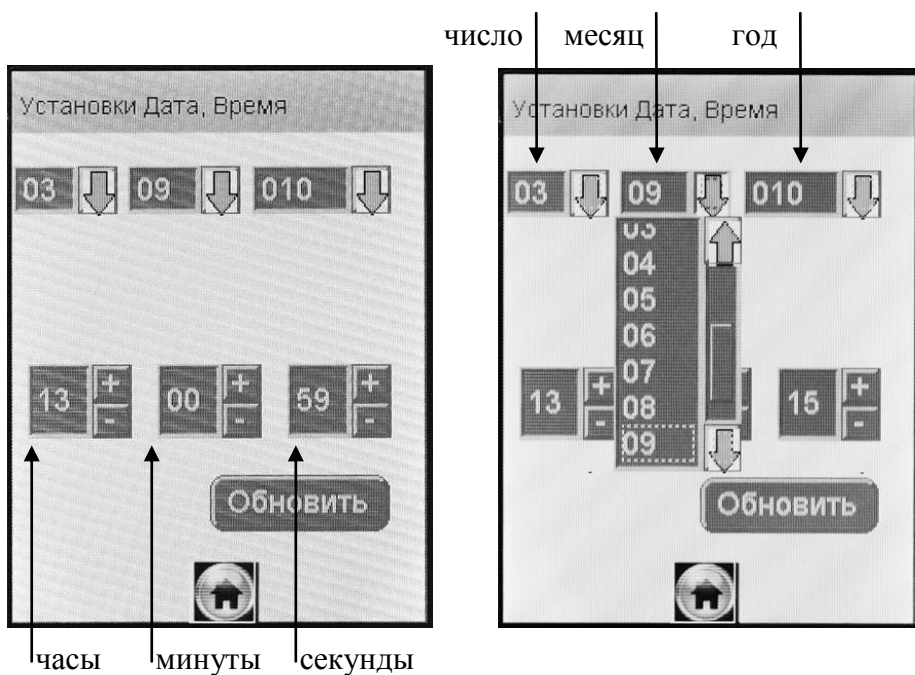 число месяц год
Установки Дата, Время
03 09 010
13 + - 00 + - 59 + -
Обновить
часы минуты секунды
Установки Дата, Время
03 09 010
03
04
05
06
07
08
09
13 + - 15 + -
Обновить